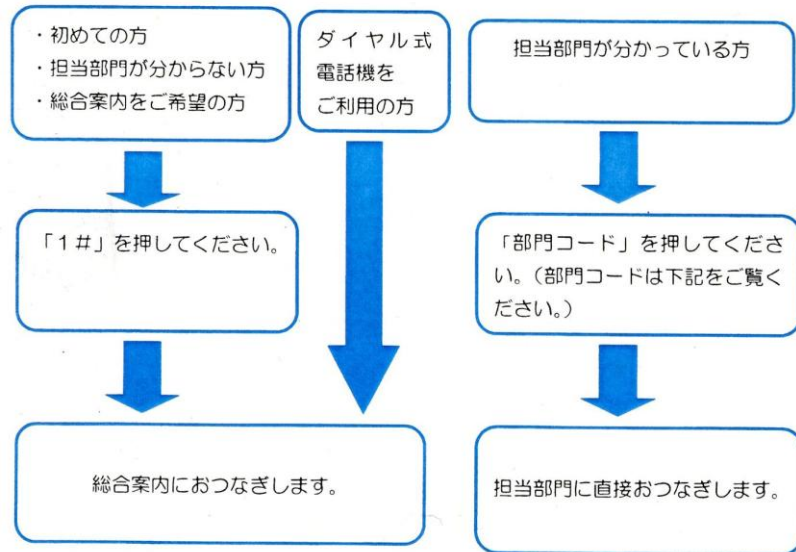 ・初めての方
・担当部門が分からない方
・総合案内をご希望の方
ダイヤル式
電話機を
ご利用の方
担当部門が分かっている方
「1#」を押してください。
「部門コード」を押してくださ
い。(部門コードは下記をご覧く
ださい。)
総合案内におつなぎします。
担当部門に直接おつなぎします。